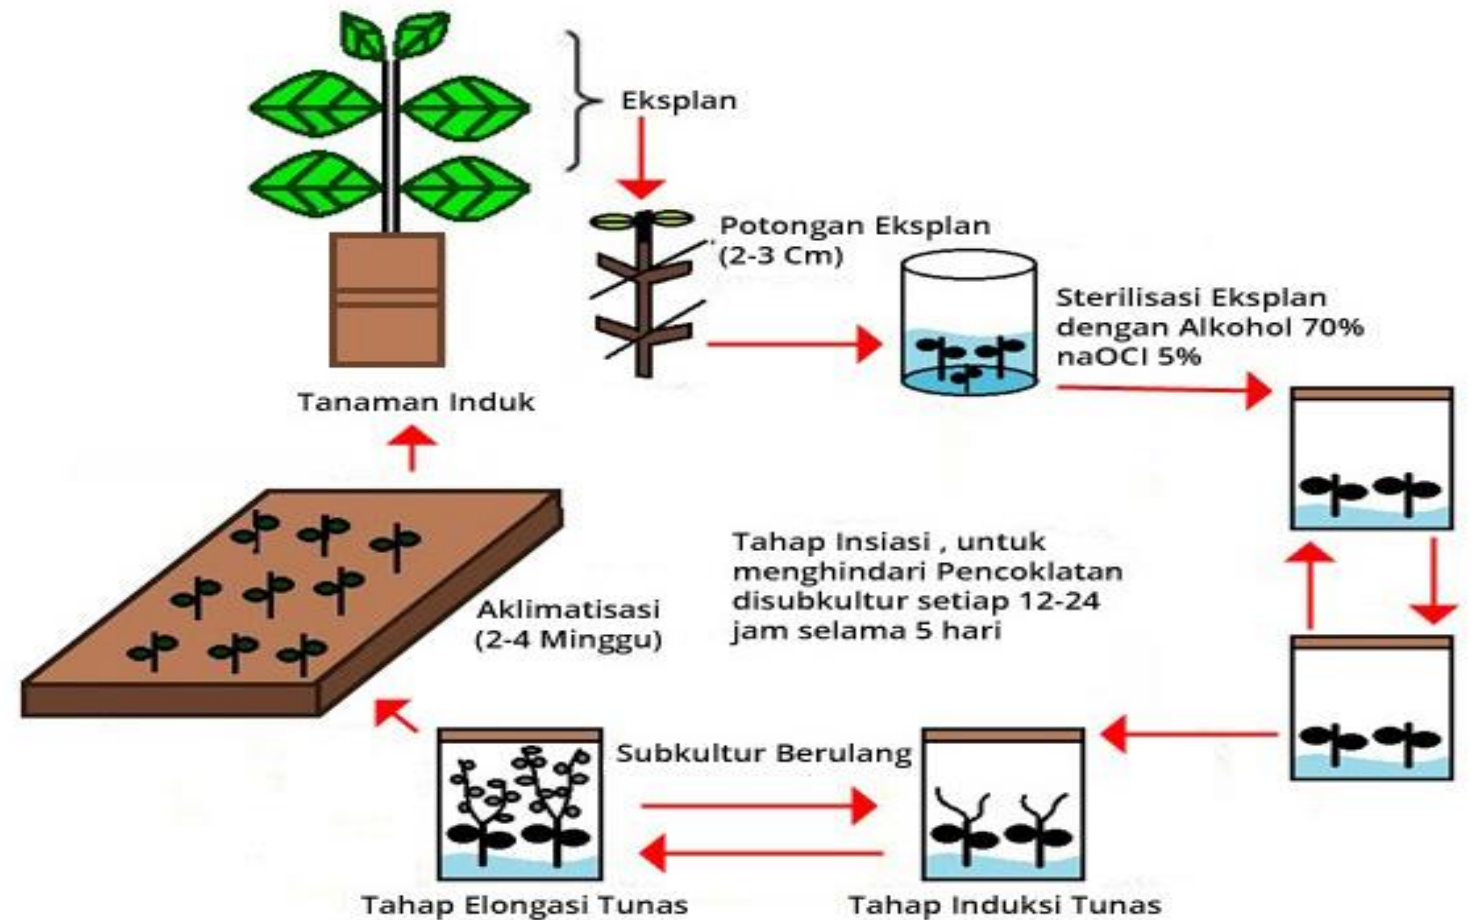 Eksplan
Potongan Eksplan
(2-3 Cm)
Sterilisasi Eksplan
dengan Alkohol 70%
naOCI 5%
Tanaman Induk
Tahap Insiasi , untuk
menghindari Pencoklatan
disubkultur setiap 12-24
jam selama 5 hari
Aklimatisasi
(2-4 Minggu)
Subkultur Berulang
Tahap Elongasi Tunas
Tahap Induksi Tunas